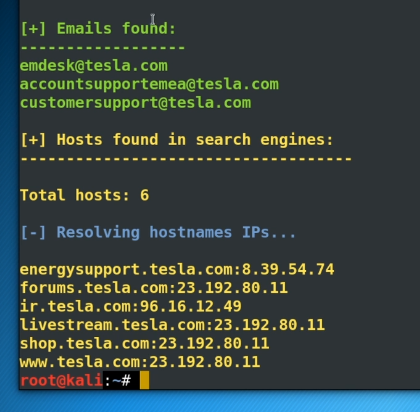 [+] Emails found:
------------------
emdesk@tesla.com
accountsupportemea@tesla.com
customersupport@tesla.com
[+] Hosts found in search engines:
------------------------------------
Total hosts: 6
[-] Resolving hostnames IPs...
energysupport.tesla.com:8.39.54.74
forums.tesla.com:23.192.80.11
ir.tesla.com:96.16.12.49
livestream.tesla.com:23.192.80.11
shop.tesla.com:23.192.80.11
www.tesla.com:23.192.80.11
root@kali:~#